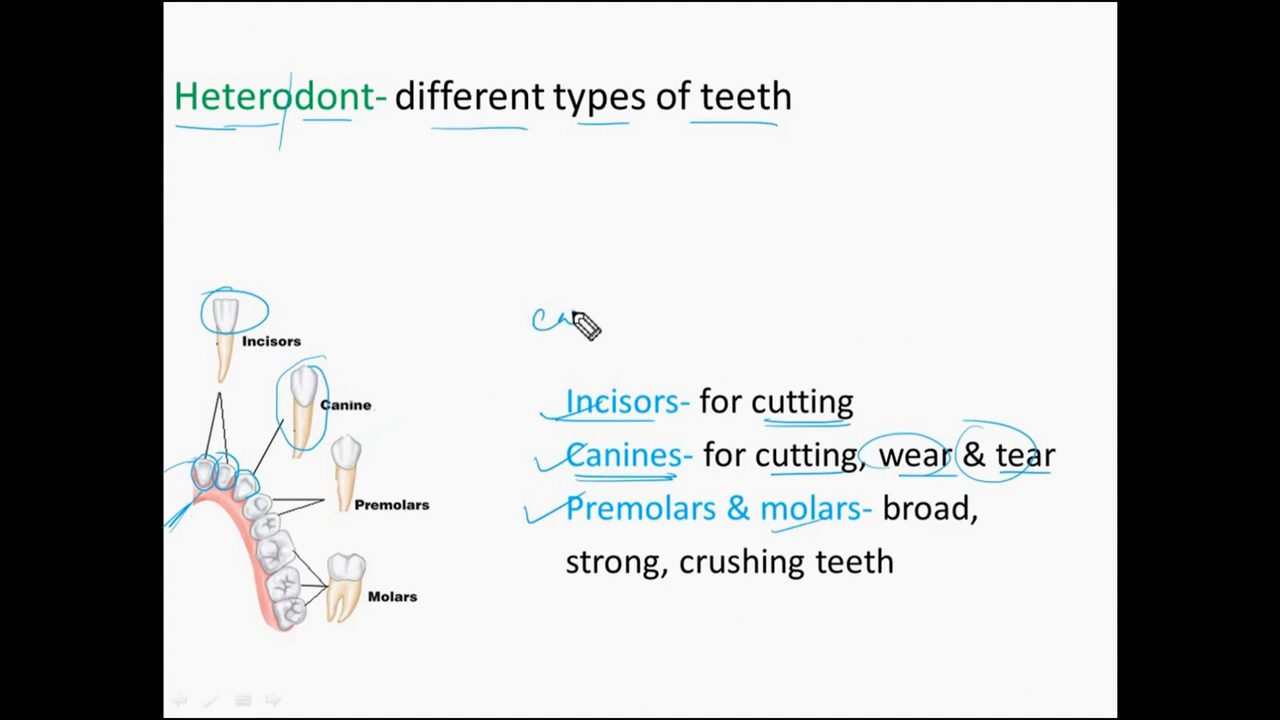 Heterodont- different types of teeth
Incisors
Canine
Premolars
Molars
Incisors- for cutting
Canines- for cutting, wear & tear
Premolars & molars- broad,
strong, crushing teeth